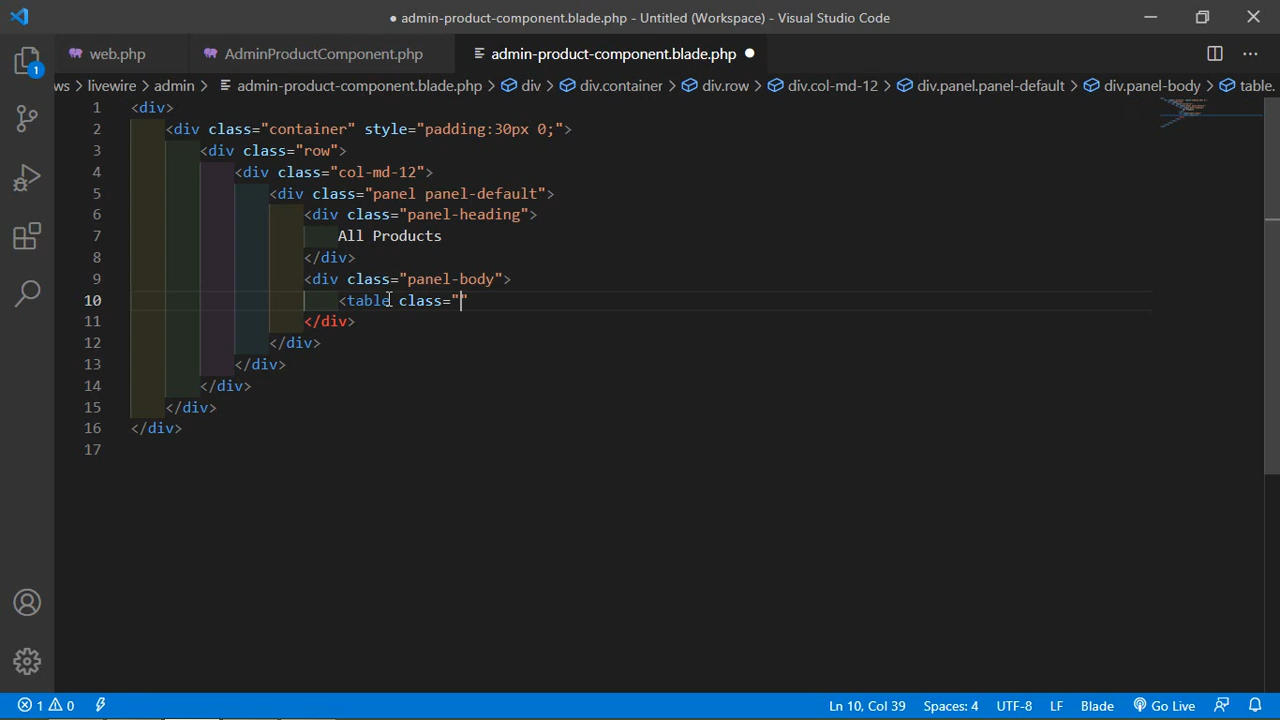 ● admin-product-component.blade.php - Untitled (Workspace) - Visual Studio Code
web.php AdminProductComponent.php admin-product-component.blade.php ●
ws > livewire > admin > admin-product-component.blade.php > div > div.container > div.row > div.col-md-12 > div.panel.panel-default > div.panel-body > table.
1 <div>
2 <div class="container" style="padding:30px 0;">
3 <div class="row">
4 <div class="col-md-12">
5 <div class="panel panel-default">
6 <div class="panel-heading">
7 All Products
8 </div>
9 <div class="panel-body">
10 <table class=""
11 </div>
12 </div>
13 </div>
14 </div>
15 </div>
16 </div>
17
1
1 0 Ln 10, Col 39 Spaces: 4 UTF-8 LF Blade Go Live